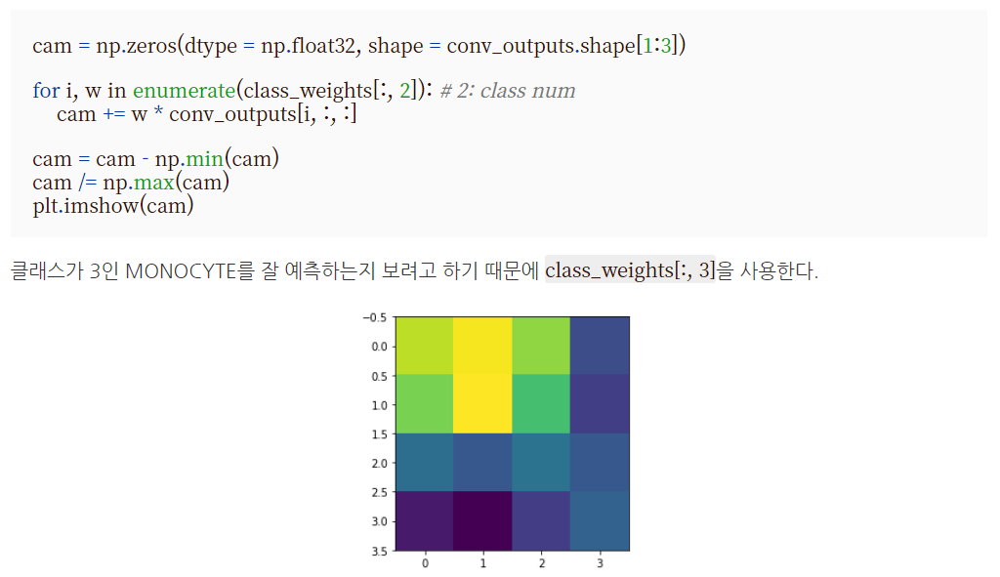 cam = np.zeros(dtype = np.float32, shape = conv_outputs.shape[1:3])
for i, w in enumerate(class_weights[:, 2]): # 2: class num
    cam += w * conv_outputs[i, :, :]
cam = cam - np.min(cam)
cam /= np.max(cam)
plt.imshow(cam)
클래스가 3인 MONOCYTE를 잘 예측하는지 보려고 하기 때문에 class_weights[:, 3]을 사용한다.
−0.5
0.0
0.5
1.0
1.5
2.0
2.5
3.0
3.5
0 1 2 3